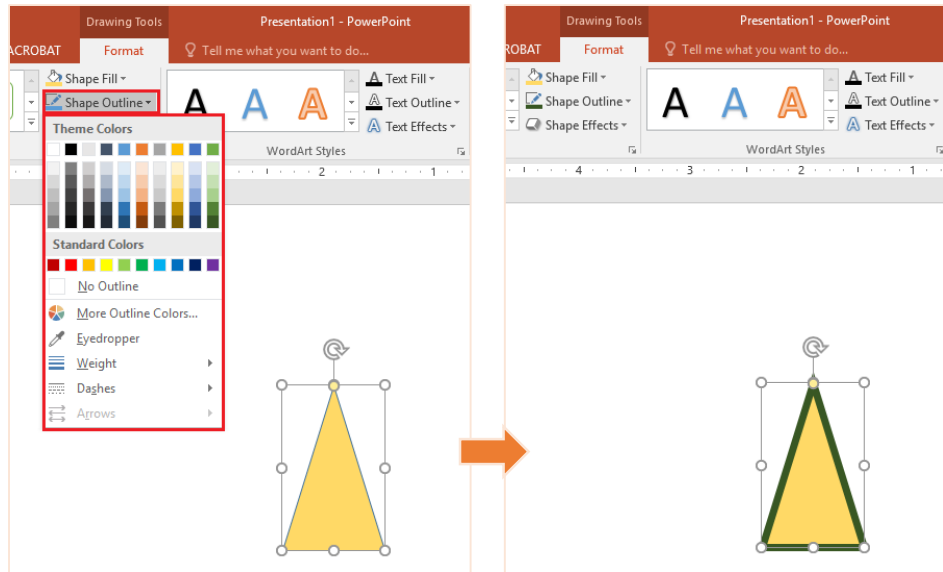 Drawing Tools
Presentation1 - PowerPoint
ACROBAT
Format
Tell me what you want to do...
Shape Fill
Shape Outline
A A A
Text Fill
Text Outline
Text Effects
WordArt Styles
2 1
Theme Colors
Standard Colors
No Outline
More Outline Colors...
Eyedropper
Weight
Dashes
Arrows
Drawing Tools
Presentation1 - PowerPoint
ROBAT
Format
Tell me what you want to do...
Shape Fill
Shape Outline
Shape Effects
A A A
Text Fill
Text Outline
Text Effects
WordArt Styles
4 3 2 1